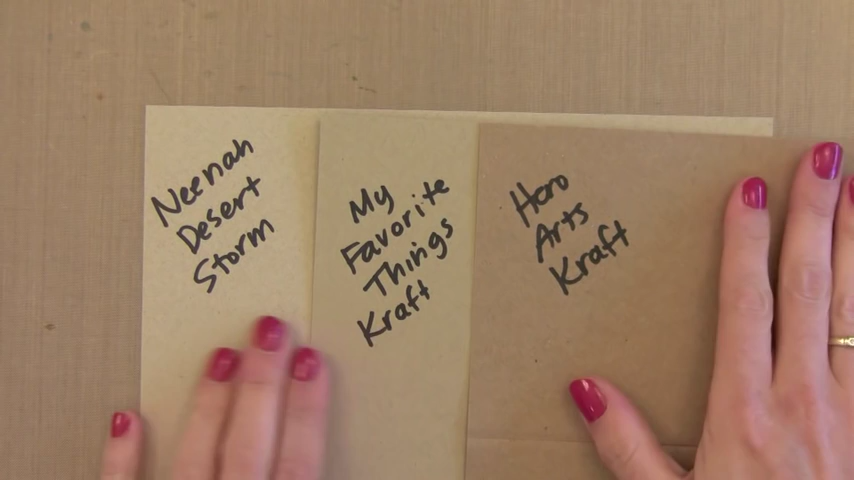 Neenah
Desert
Storm
My
Favorite
Things
Kraft
Hero
Arts
Kraft